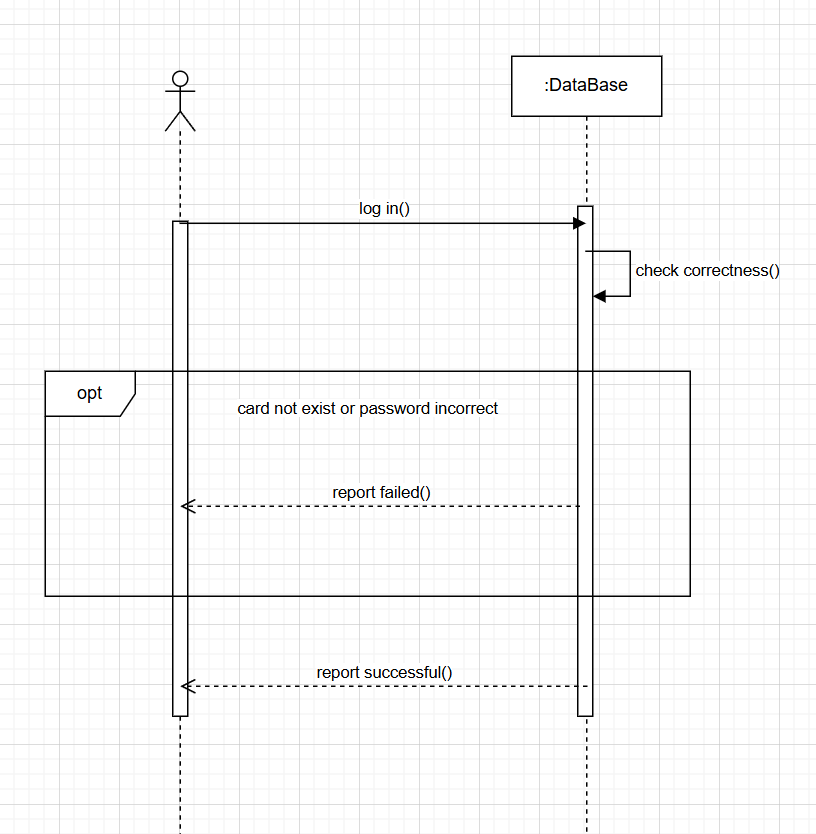 :DataBase
log in()
check correctness()
opt
card not exist or password incorrect
report failed()
report successful()